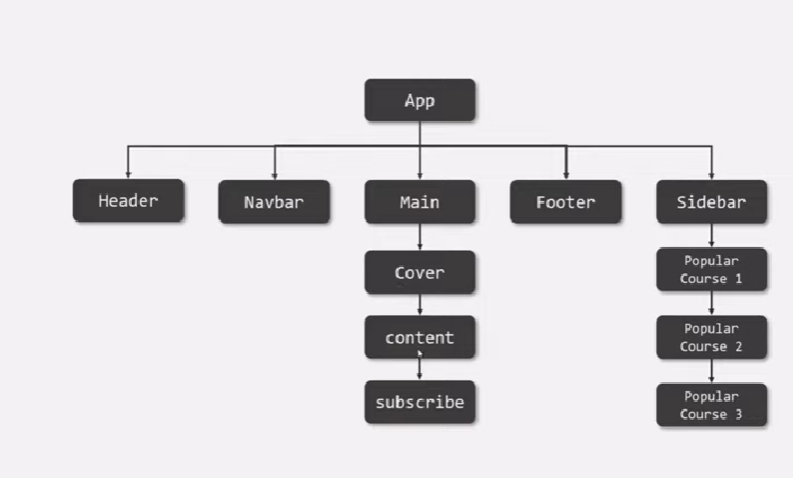 App
Header
Navbar
Main
Footer
Sidebar
Cover
Popular
Course 1
content
Popular
Course 2
subscribe
Popular
Course 3